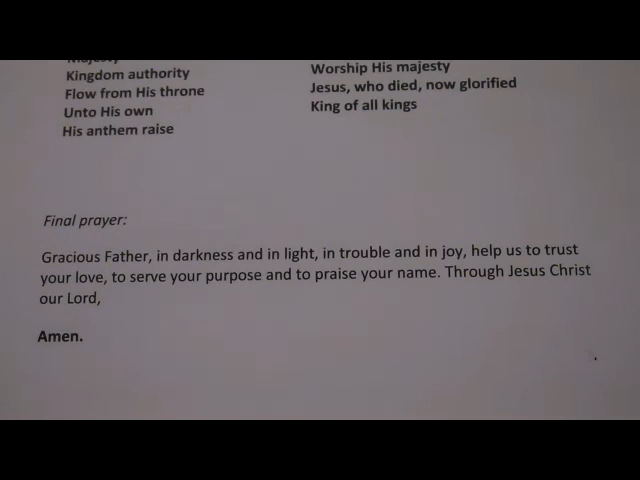 Majesty
Kingdom authority
Flow from His throne
Unto His own
His anthem raise
Worship His majesty
Jesus, who died, now glorified
King of all kings
Final prayer:
Gracious Father, in darkness and in light, in trouble and in joy, help us to trust
your love, to serve your purpose and to praise your name. Through Jesus Christ
our Lord,
Amen.